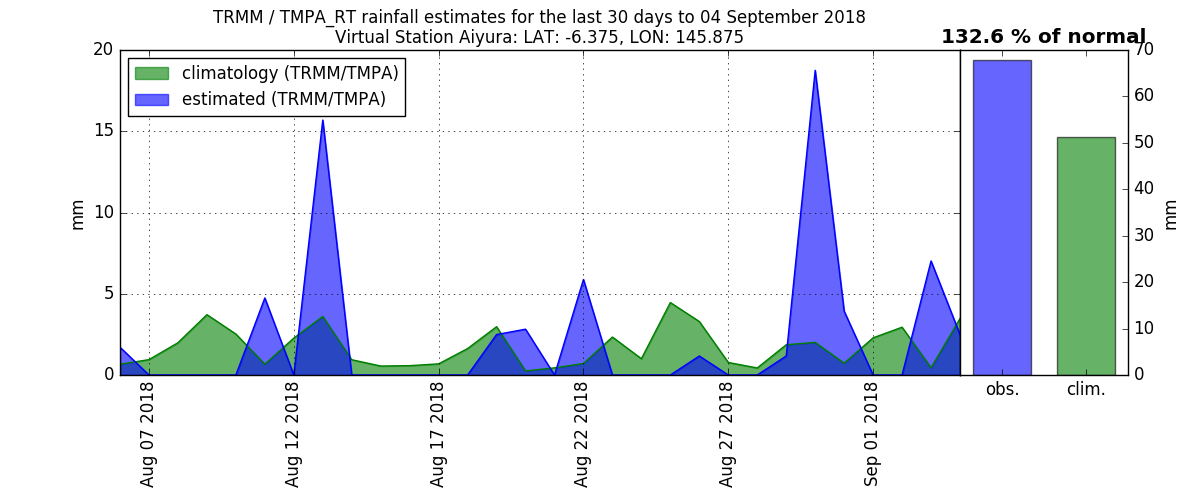 TRMM / TMPA_RT rainfall estimates for the last 30 days to 04 September 2018
Virtual Station Aiyura: LAT: -6.375, LON: 145.875
132.6 % of normal
climatology (TRMM/TMPA)
estimated (TRMM/TMPA)
20
15
10
5
0
mm
70
60
50
40
30
20
10
0
mm
Aug 07 2018
Aug 12 2018
Aug 17 2018
Aug 22 2018
Aug 27 2018
Sep 01 2018
obs.
clim.